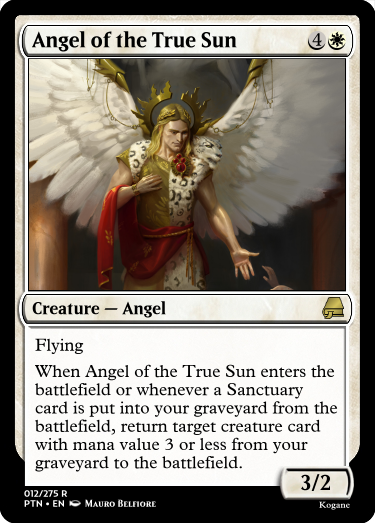 Angel of the True Sun 4
Creature — Angel
Flying
When Angel of the True Sun enters the
battlefield or whenever a Sanctuary
card is put into your graveyard from the
battlefield, return target creature card
with mana value 3 or less from your
graveyard to the battlefield.
3/2
012/275 R
PTN • EN Mauro Belfiore
Kogane